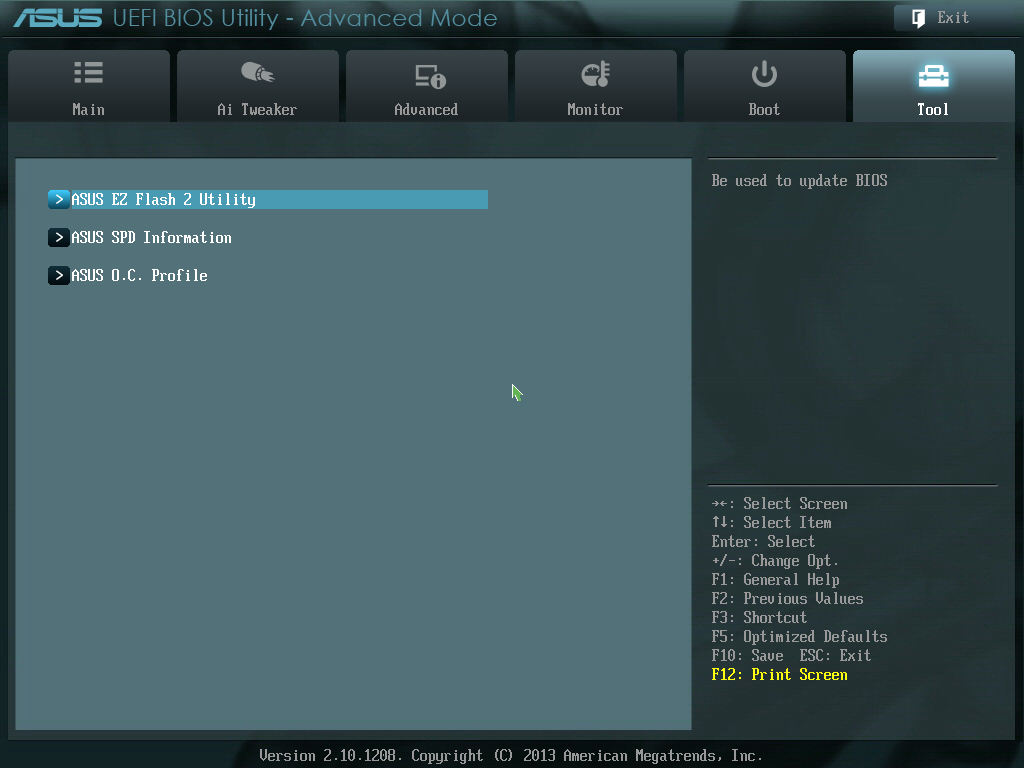 ASUS UEFI BIOS Utility - Advanced Mode
Exit
Main
Ai Tweaker
Advanced
Monitor
Boot
Tool
> ASUS EZ Flash 2 Utility
> ASUS SPD Information
> ASUS O.C. Profile
Be used to update BIOS
→←: Select Screen
↑↓: Select Item
Enter: Select
+/-: Change Opt.
F1: General Help
F2: Previous Values
F3: Shortcut
F5: Optimized Defaults
F10: Save  ESC: Exit
F12: Print Screen
Version 2.10.1208. Copyright (C) 2013 American Megatrends, Inc.